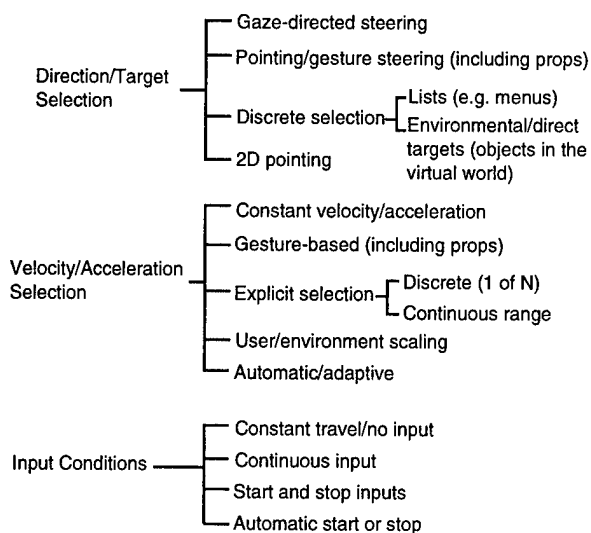 Direction/Target
Selection
Gaze-directed steering
Pointing/gesture steering (including props)
Discrete selection
Lists (e.g. menus)
Environmental/direct
targets (objects in the
virtual world)
2D pointing
Velocity/Acceleration
Selection
Constant velocity/acceleration
Gesture-based (including props)
Explicit selection
Discrete (1 of N)
Continuous range
User/environment scaling
Automatic/adaptive
Input Conditions
Constant travel/no input
Continuous input
Start and stop inputs
Automatic start or stop